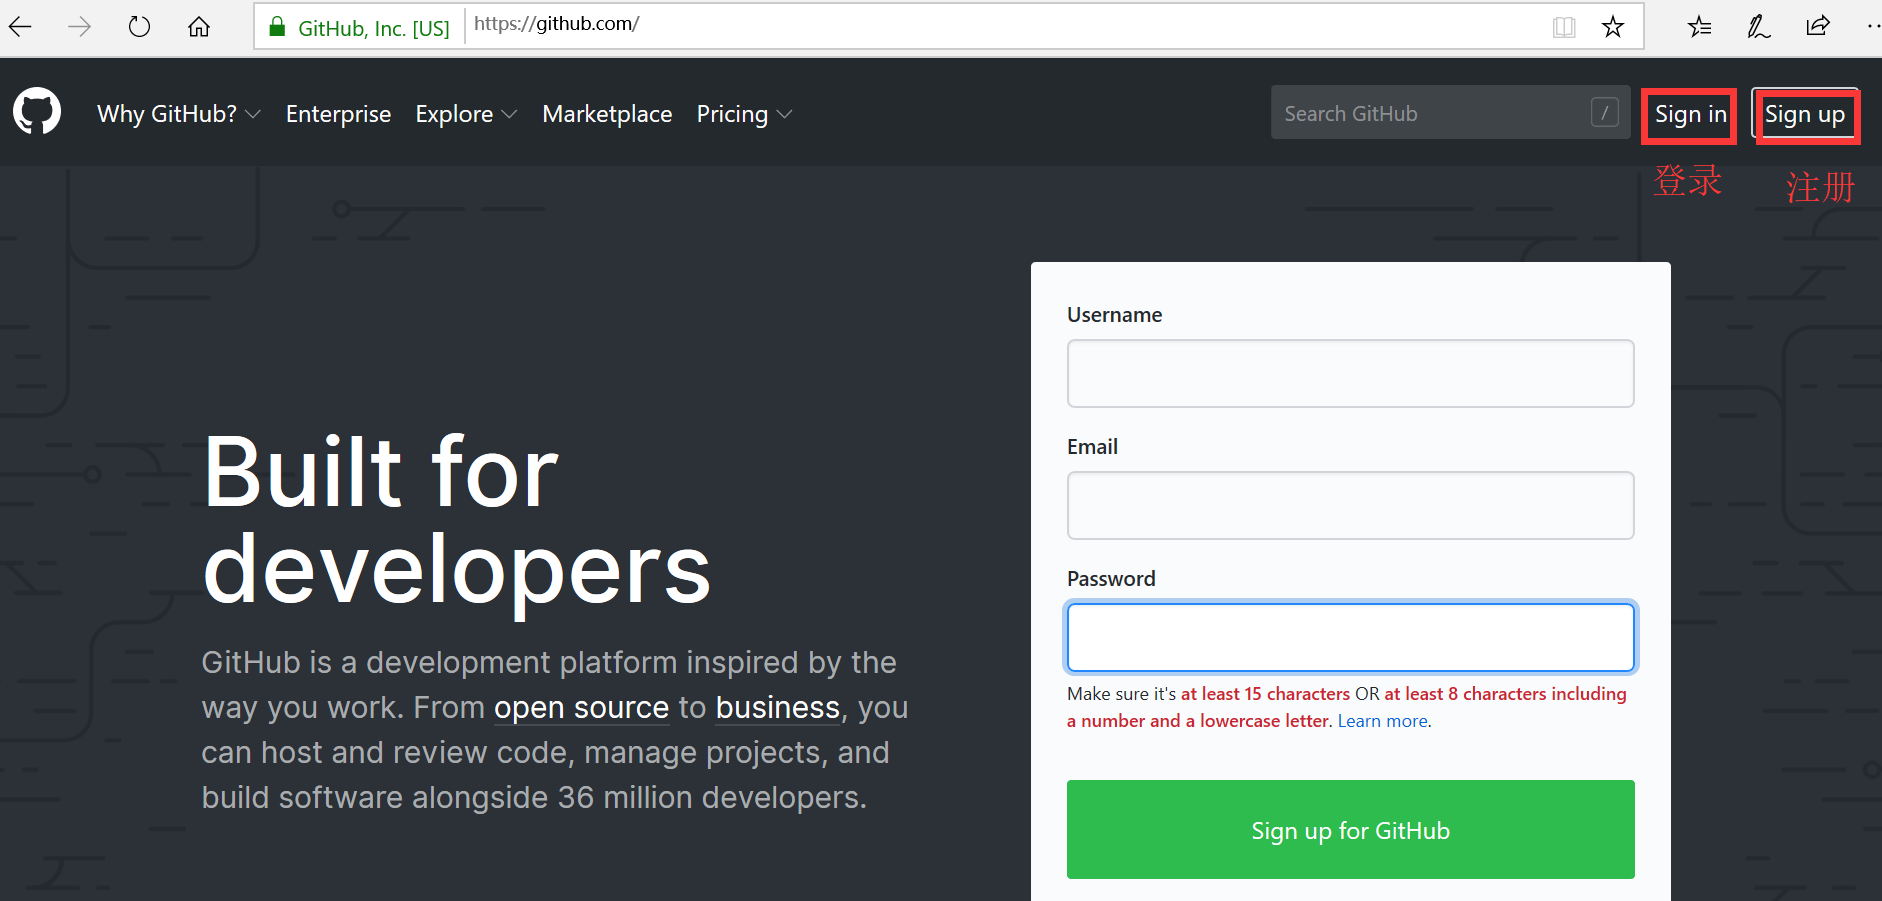 GitHub, Inc. [US] https://github.com/
Why GitHub? Enterprise Explore Marketplace Pricing Search GitHub / Sign in Sign up
登录 注册
Username
Email
Built for
developers
Password
GitHub is a development platform inspired by the
way you work. From open source to business, you
can host and review code, manage projects, and
build software alongside 36 million developers.
Make sure it's at least 15 characters OR at least 8 characters including
a number and a lowercase letter. Learn more.
Sign up for GitHub